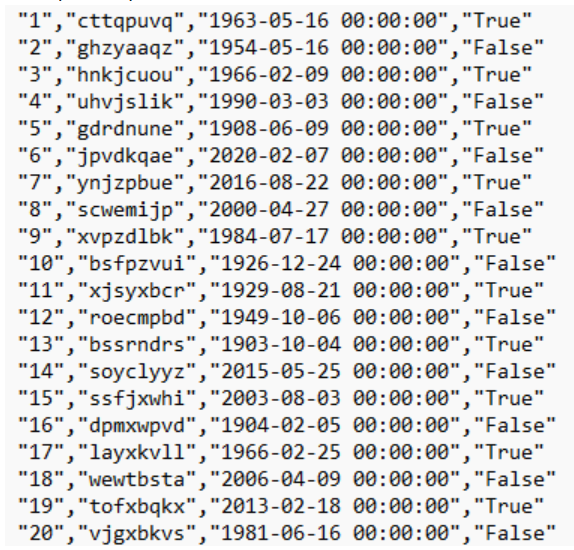 "1","cttqpuvq","1963-05-16 00:00:00","True"
"2","ghzyaaqz","1954-05-16 00:00:00","False"
"3","hnkjcuou","1966-02-09 00:00:00","True"
"4","uhvjslik","1990-03-03 00:00:00","False"
"5","gdrdnune","1908-06-09 00:00:00","True"
"6","jpvdkqae","2020-02-07 00:00:00","False"
"7","ynjzpbue","2016-08-22 00:00:00","True"
"8","scwemijp","2000-04-27 00:00:00","False"
"9","xvpzdlbk","1984-07-17 00:00:00","True"
"10","bsfpzvui","1926-12-24 00:00:00","False"
"11","xjsyxbcr","1929-08-21 00:00:00","True"
"12","roecmpbd","1949-10-06 00:00:00","False"
"13","bssrndrs","1903-10-04 00:00:00","True"
"14","soyclyyz","2015-05-25 00:00:00","False"
"15","ssfjxwhi","2003-08-03 00:00:00","True"
"16","dpmxwpvd","1904-02-05 00:00:00","False"
"17","layxkvll","1966-02-25 00:00:00","True"
"18","wewtbsta","2006-04-09 00:00:00","False"
"19","tofxbqkx","2013-02-18 00:00:00","True"
"20","vjgxbkvs","1981-06-16 00:00:00","False"